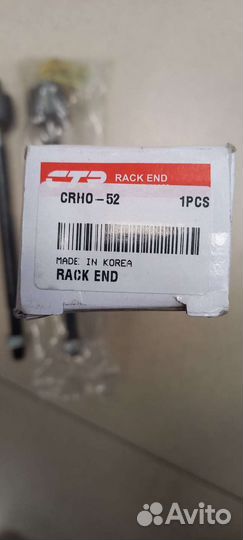 CTR RACK END
CRHO-52 1PCS
MADE IN KOREA
RACK END
Avito